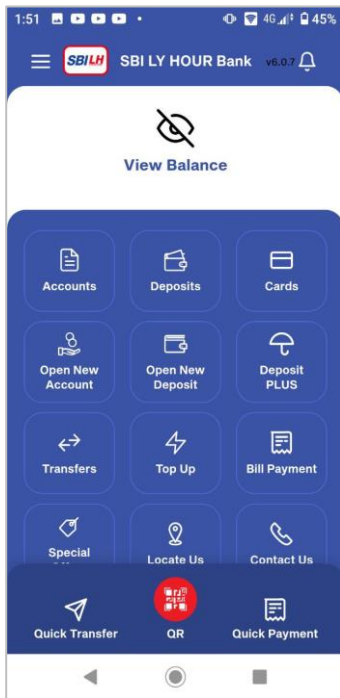 1:51 4G 45%
SBI LH SBI LY HOUR Bank v6.0.7
View Balance
Accounts Deposits Cards
Open New Account Open New Deposit Deposit PLUS
Transfers Top Up Bill Payment
Special Locate Us Contact Us
Quick Transfer QR Quick Payment